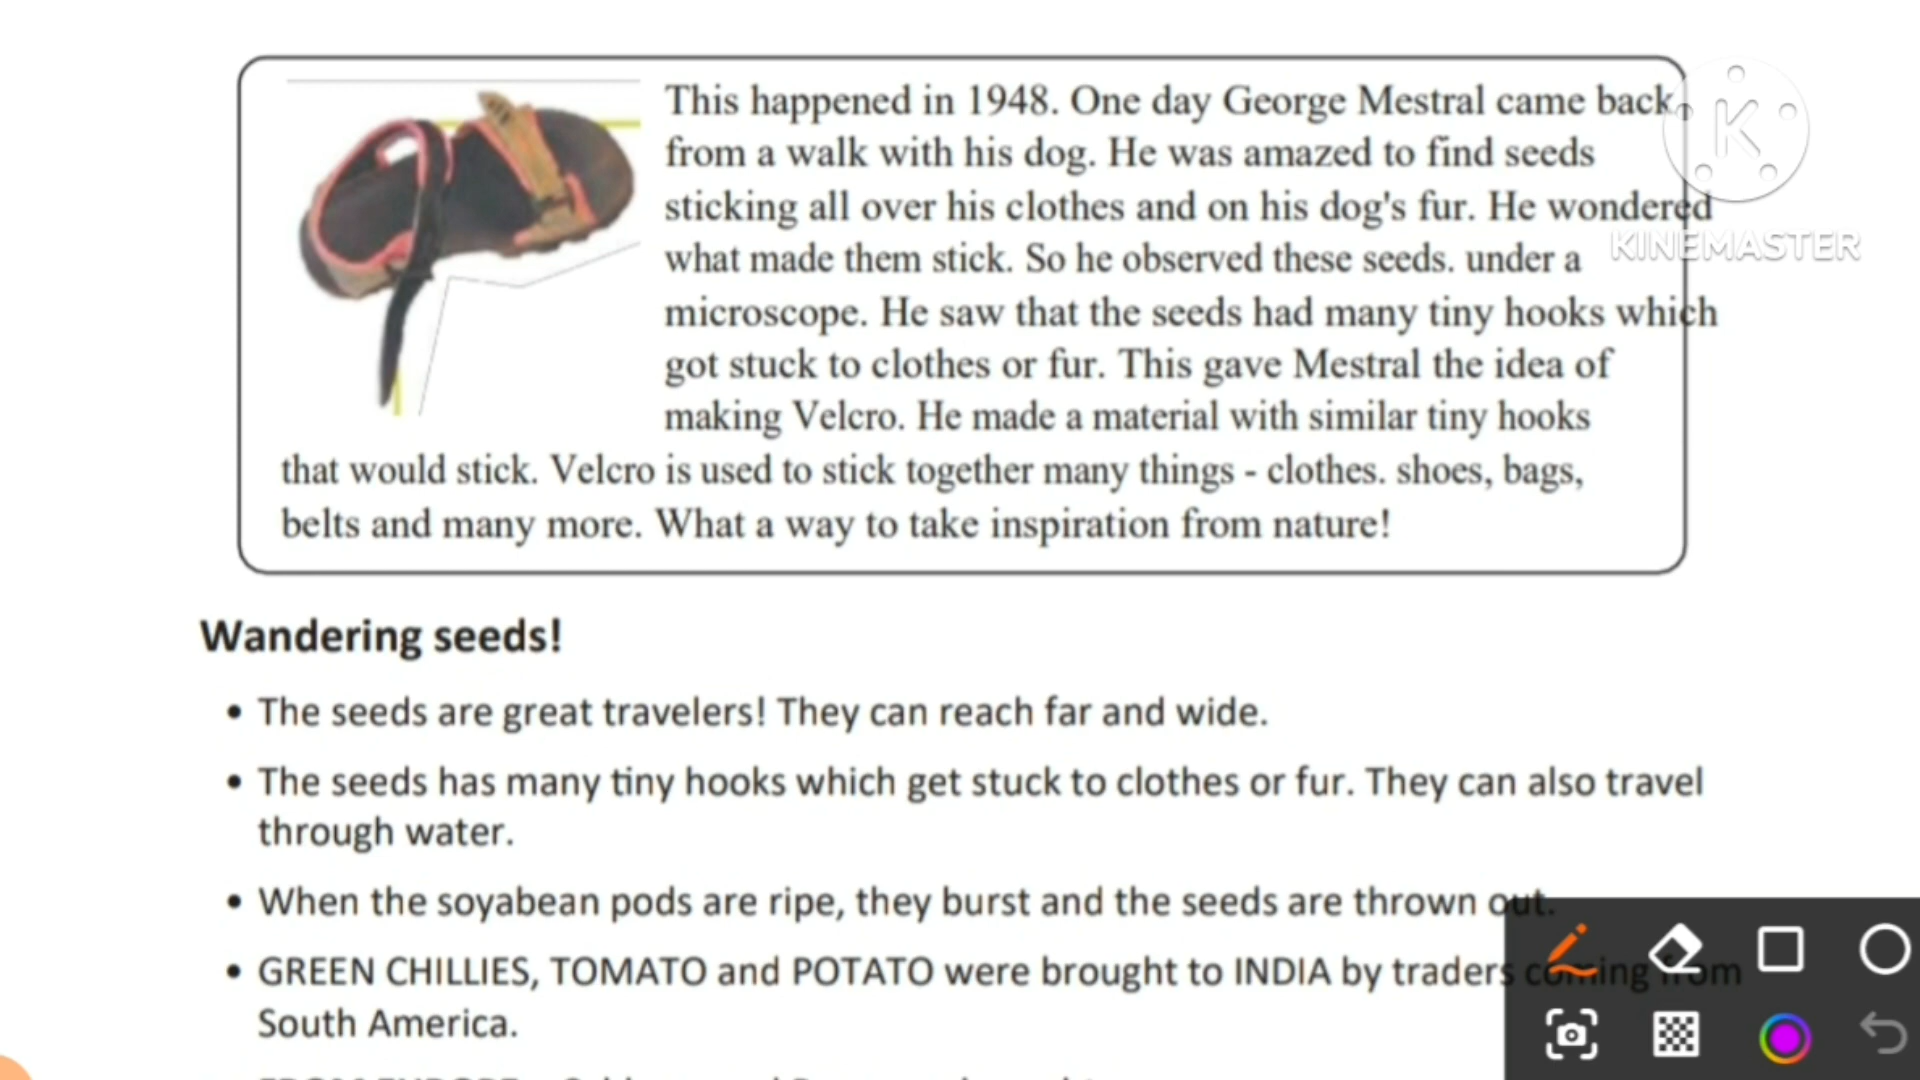 This happened in 1948. One day George Mestral came back
from a walk with his dog. He was amazed to find seeds
sticking all over his clothes and on his dog's fur. He wondered
what made them stick. So he observed these seeds. under a
microscope. He saw that the seeds had many tiny hooks which
got stuck to clothes or fur. This gave Mestral the idea of
making Velcro. He made a material with similar tiny hooks
that would stick. Velcro is used to stick together many things - clothes. shoes, bags,
belts and many more. What a way to take inspiration from nature!
K
KINEMASTER
Wandering seeds!
• The seeds are great travelers! They can reach far and wide.
• The seeds has many tiny hooks which get stuck to clothes or fur. They can also travel
through water.
• When the soyabean pods are ripe, they burst and the seeds are thrown out.
• GREEN CHILLIES, TOMATO and POTATO were brought to INDIA by traders coming from
South America.